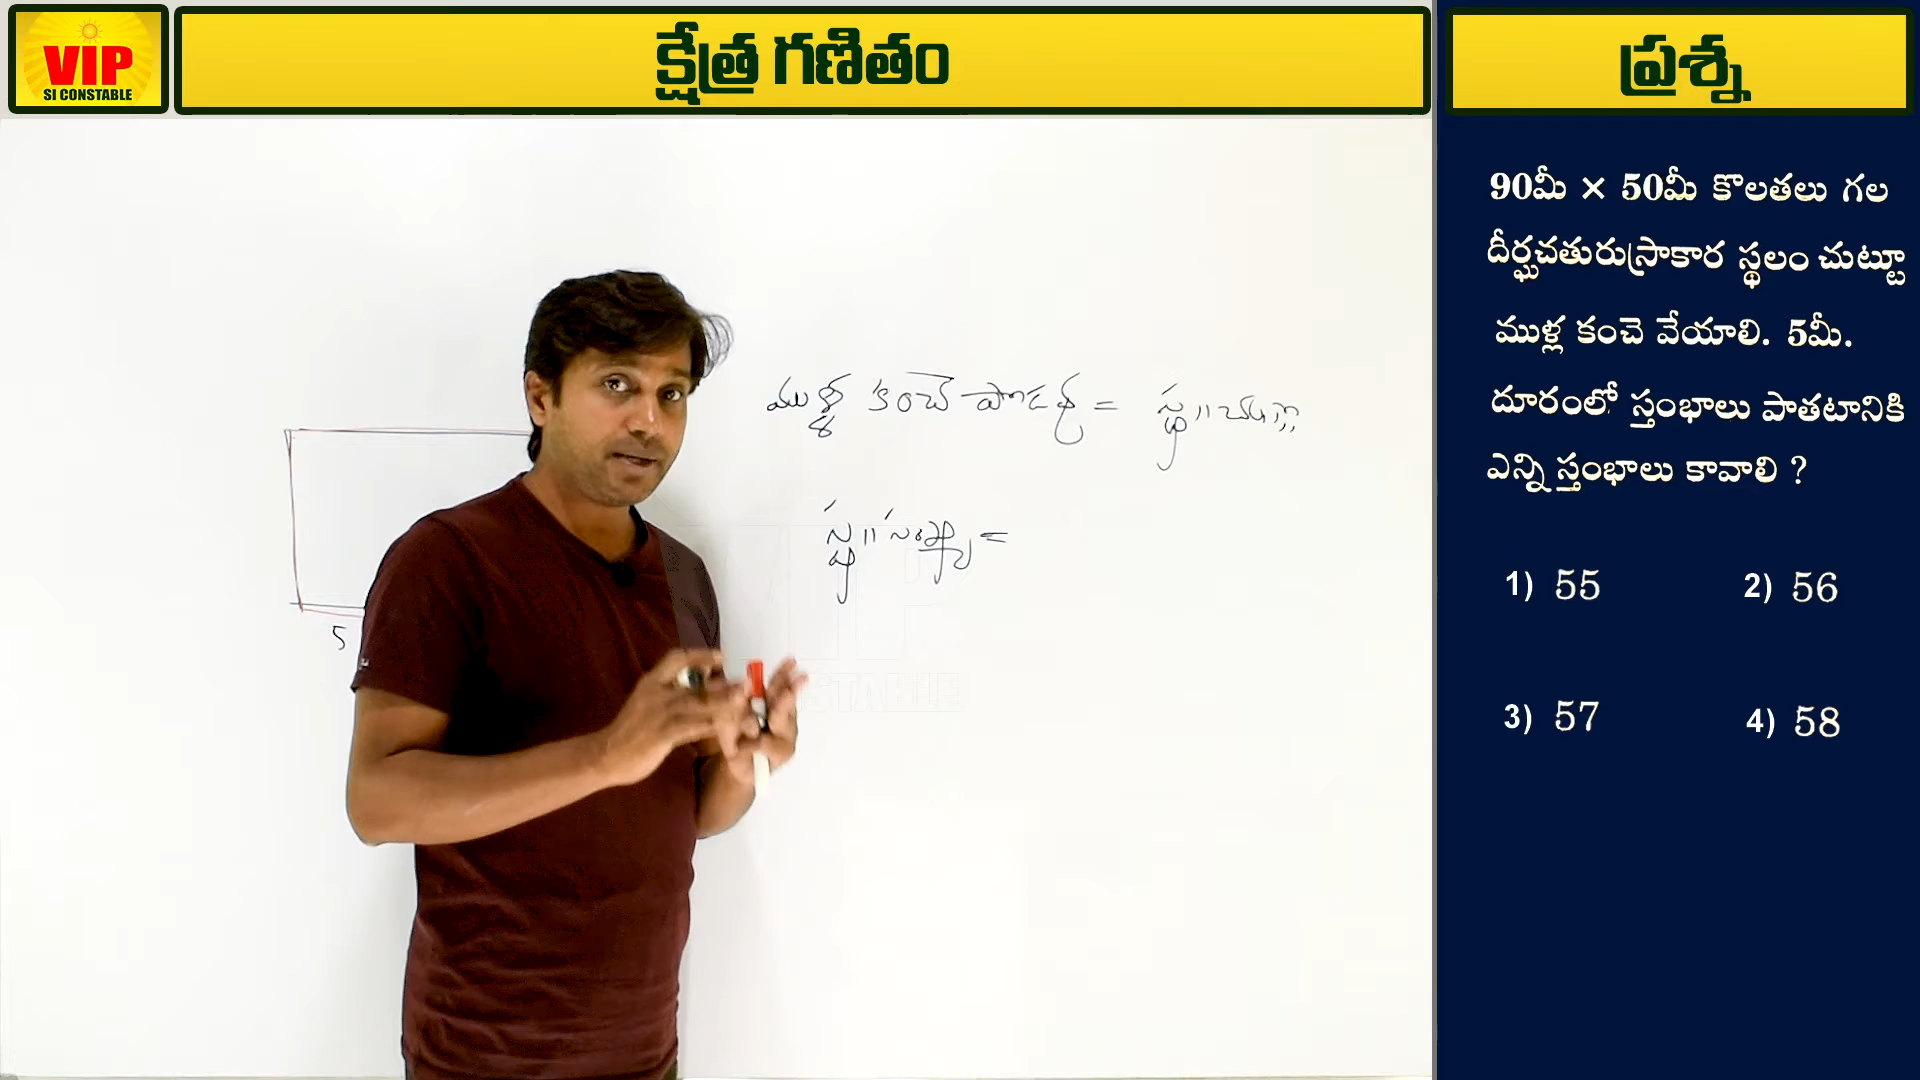 VIP
SI CONSTABLE
క్షేత్ర గణితం
ప్రశ్న
90మీ × 50మీ కొలతలు గల
దీర్ఘచతురుస్రాకార స్థలం చుట్టూ
ముళ్ల కంచె వేయాలి. 5మీ.
దూరంలో స్తంభాలు పాతటానికి
ఎన్ని స్తంభాలు కావాలి ?
1) 55
2) 56
3) 57
4) 58
ముళ్ళ కంచె పొడవు =
సంఖ్య =
5